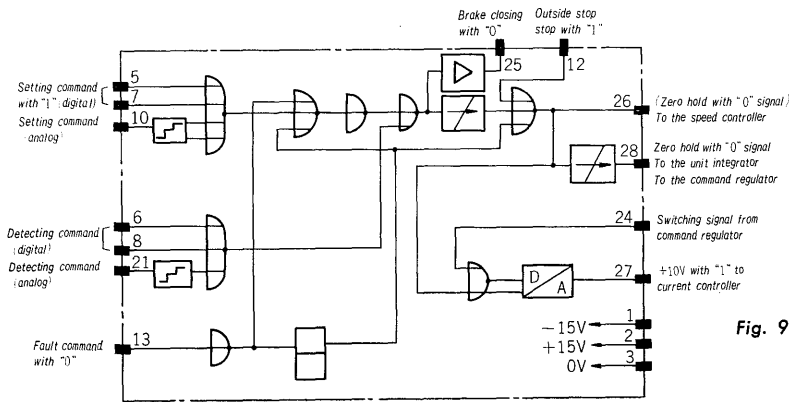 Brake closing
with "0"
Outside stop
stop with "1"
25
12
Setting command
with "1" (digital)
5
7
Setting command
(analog)
10
26
(Zero hold with "0" signal)
To the speed controller
28
Zero hold with "0" signal
To the unit integrator
To the command regulator
Detecting command
(digital)
6
8
Detecting command
(analog)
21
24
Switching signal from
command regulator
D
A
27
+10V with "1" to
current controller
Fault command
with "0"
13
-15V
1
+15V
2
0V
3
Fig. 9